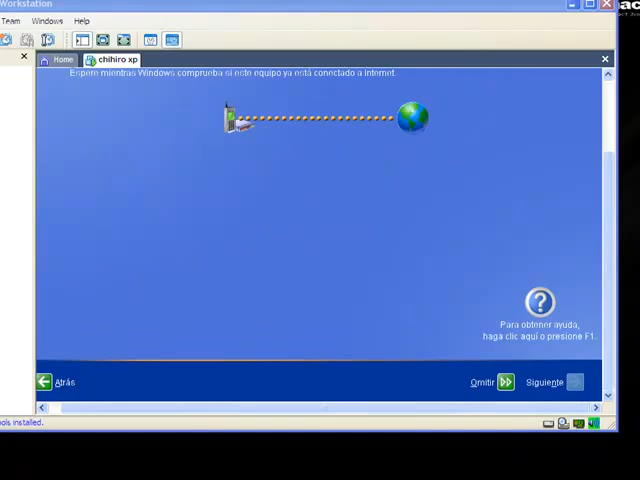 Workstation
Team Windows Help
Home chihiro xp
Espere mientras Windows comprueba si este equipo ya está conectado a Internet.
?
Para obtener ayuda,
haga clic aquí o presione F1.
Atrás
Omitir Siguiente
installed.